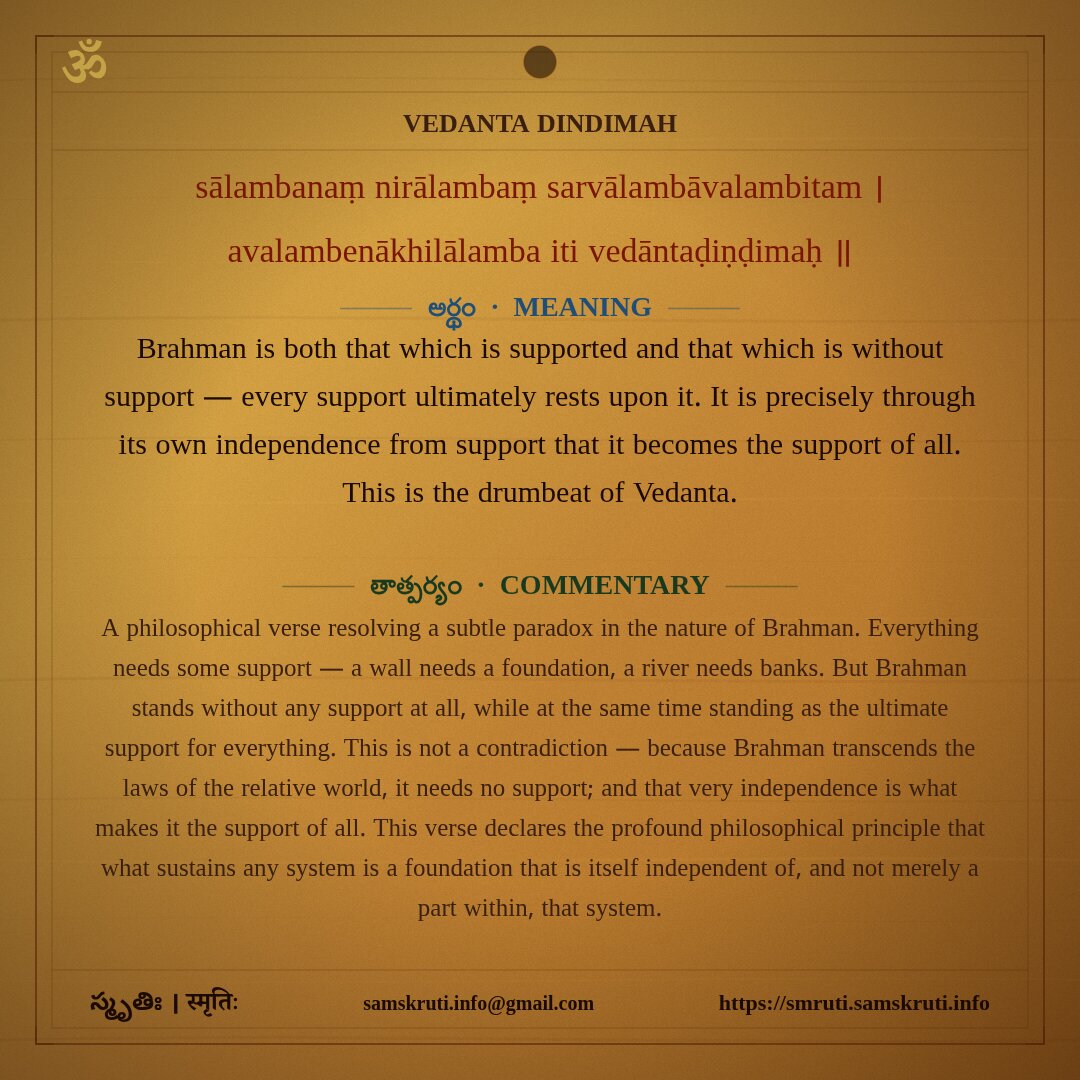 ॐ
VEDANTA DINDIMAH
sālambanaṃ nirālambaṃ sarvālambāvalambitam |
avalambenākhilālamba iti vedāntaḍiṇḍimaḥ ||
అర్థం · MEANING
Brahman is both that which is supported and that which is without
support — every support ultimately rests upon it. It is precisely through
its own independence from support that it becomes the support of all.
This is the drumbeat of Vedanta.
తాత్పర్యం · COMMENTARY
A philosophical verse resolving a subtle paradox in the nature of Brahman. Everything
needs some support — a wall needs a foundation, a river needs banks. But Brahman
stands without any support at all, while at the same time standing as the ultimate
support for everything. This is not a contradiction — because Brahman transcends the
laws of the relative world, it needs no support; and that very independence is what
makes it the support of all. This verse declares the profound philosophical principle that
what sustains any system is a foundation that is itself independent of, and not merely a
part within, that system.
స్మృతిః | स्मृतिः samskruti.info@gmail.com https://smruti.samskruti.info